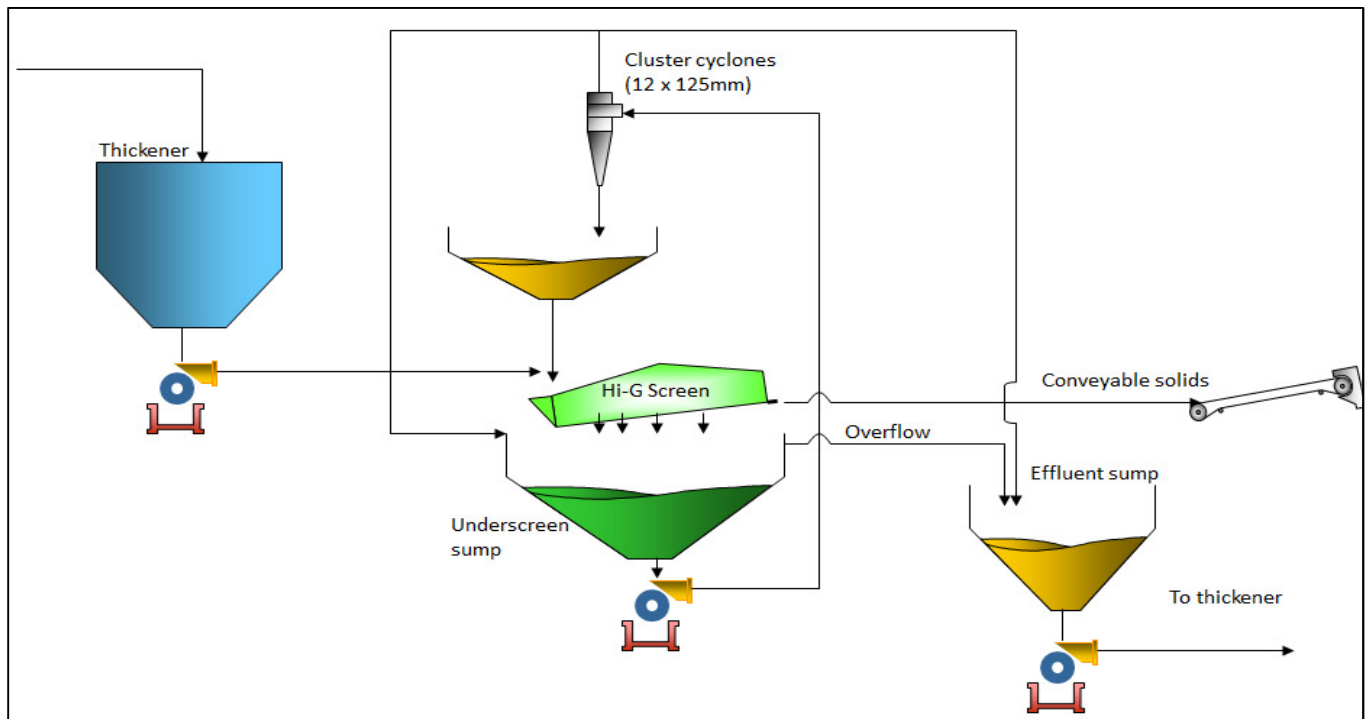 Cluster cyclones
(12 x 125mm)
Thickener
Hi-G Screen
Conveyable solids
Overflow
Effluent sump
Underscreen
sump
To thickener